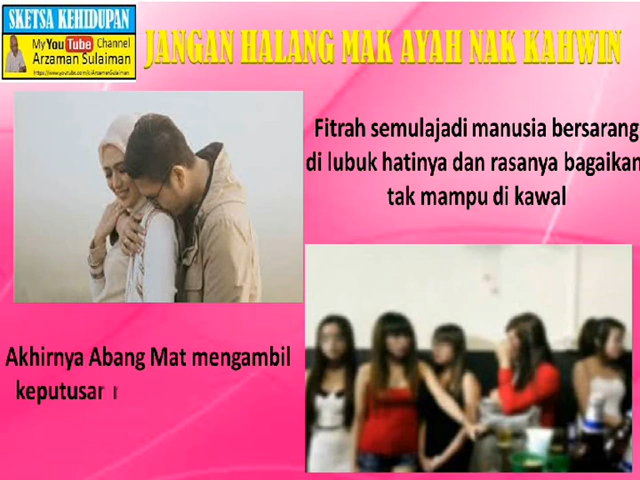 SKETSA KEHIDUPAN
My YouTube Channel
Arzaman Sulaiman
JANGAN HALANG MAK AYAH NAK KAHWIN
Fitrah semulajadi manusia bersarang
di lubuk hatinya dan rasanya bagaikan
tak mampu di kawal
Akhirnya Abang Mat mengambil